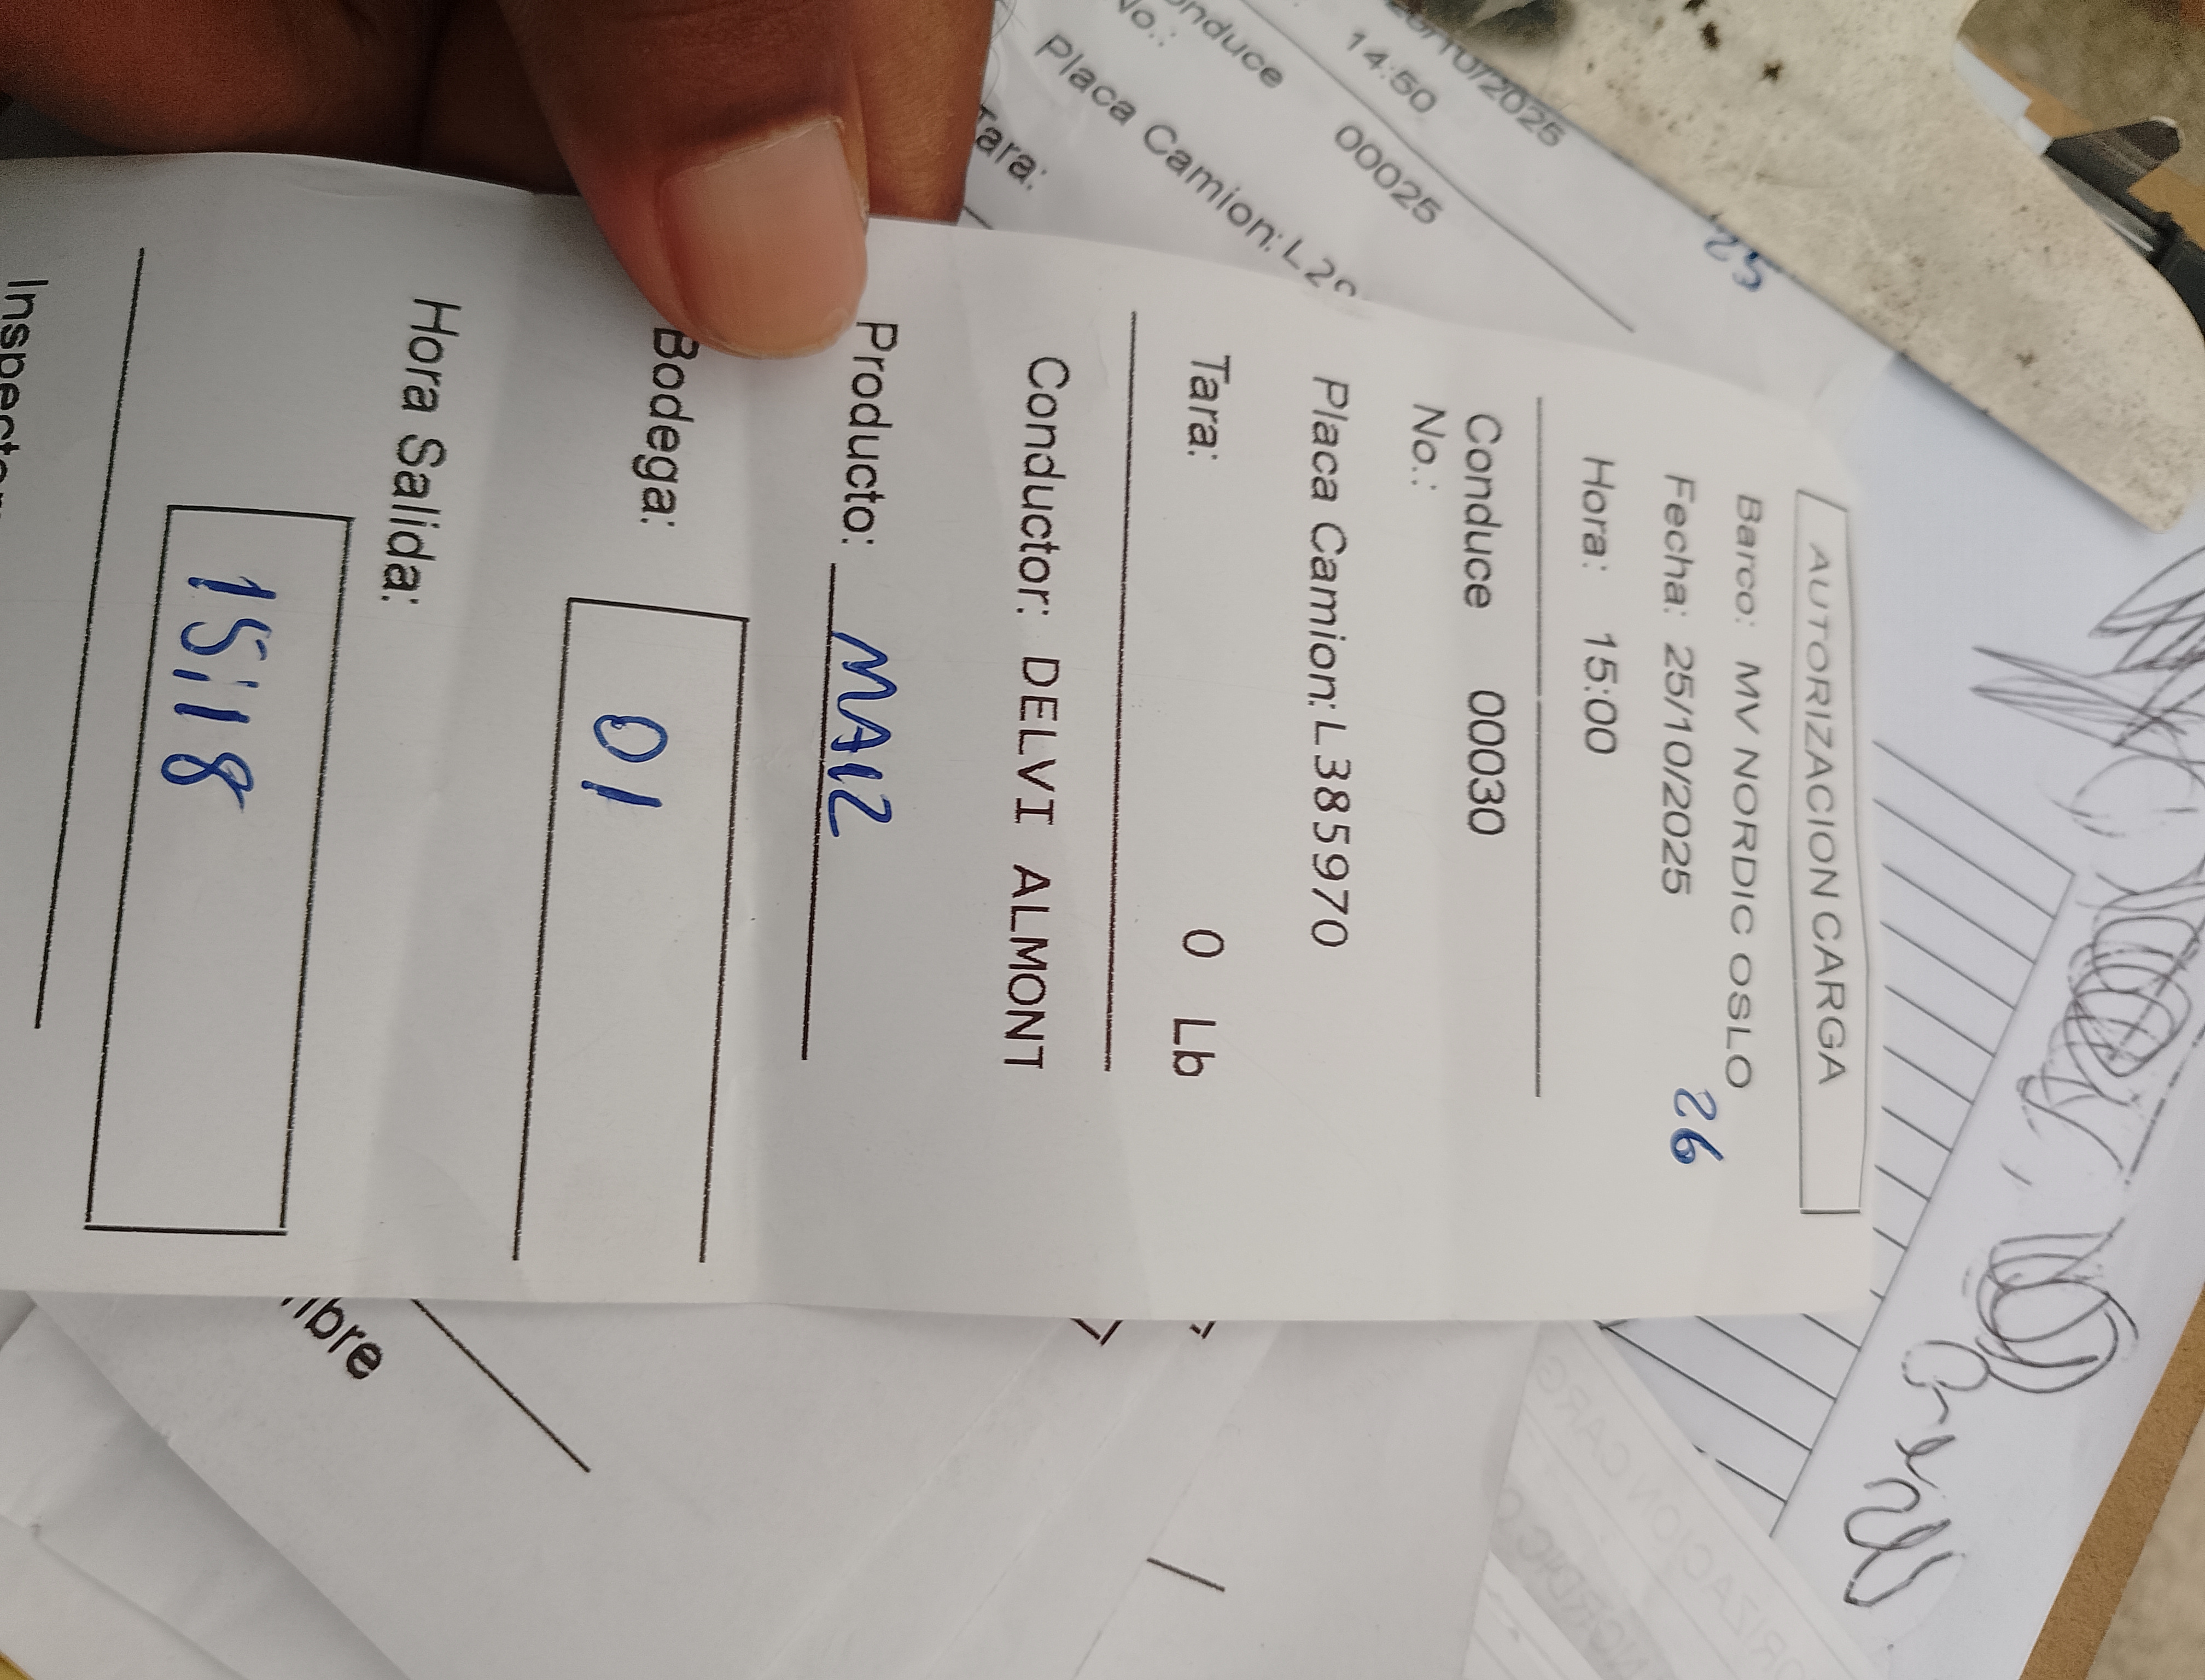 AUTORIZACION CARGA
Barco: MV NORDIC OSLO
Fecha: 25/10/2025 26
Hora: 15:00
Conduce No.: 00030
Placa Camion: L385970
Tara: 0 Lb
Conductor: DELVI ALMONT
Producto: MAIZ
Bodega: 01
Hora Salida:
15:18
14:50
00025
Placa Camion:
Tara:
25